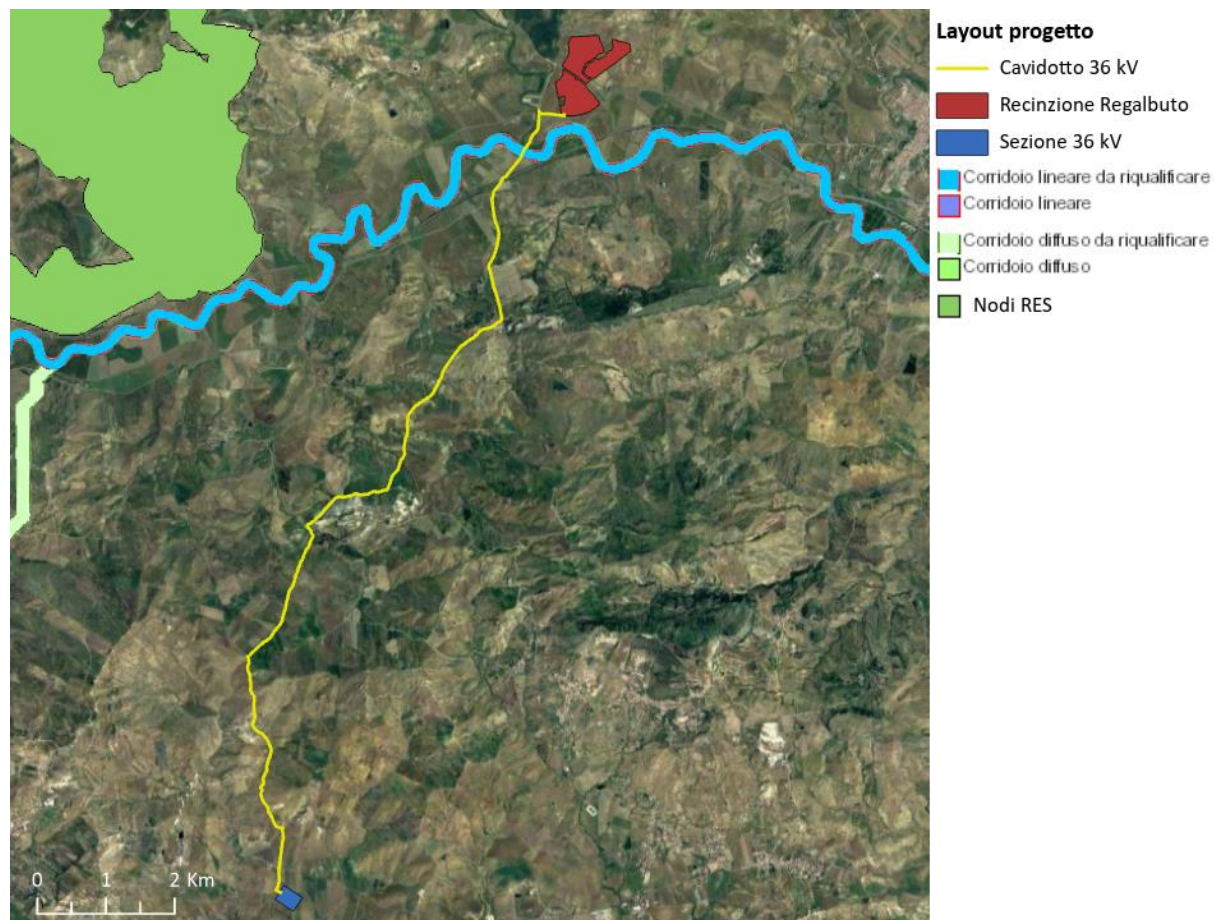 Layout progetto
Cavidotto 36 kV
Recinzione Regalbuto
Sezione 36 kV
Corridoio lineare da riqualificare
Corridoio lineare
Corridoio diffuso da riqualificare
Corridoio diffuso
Nodi RES
0 1 2 Km